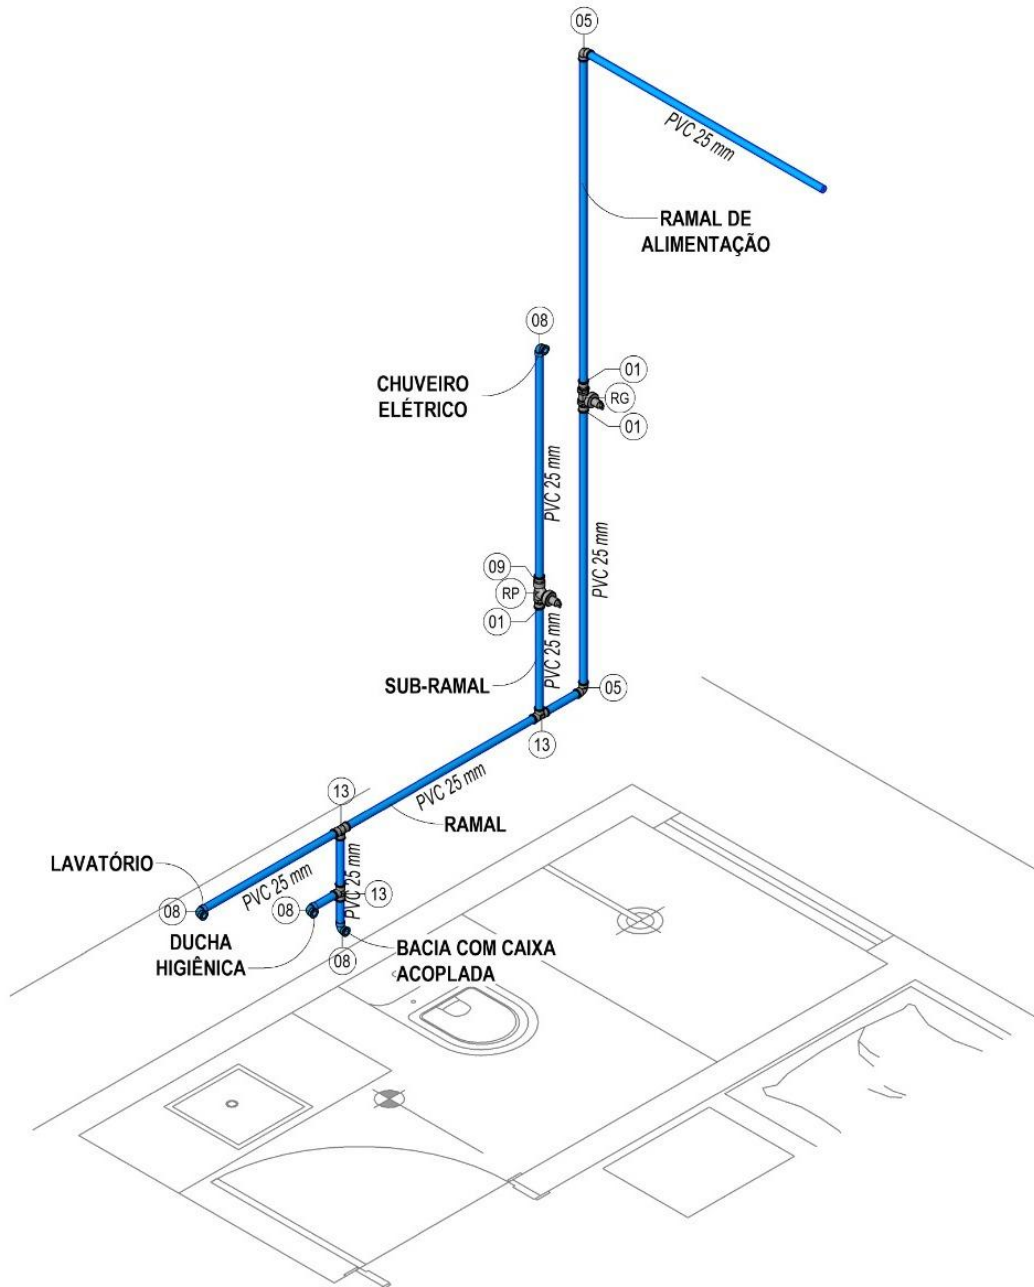 05
PVC 25 mm
RAMAL DE
ALIMENTAÇÃO
08
CHUVEIRO
ELÉTRICO
01
RG
01
PVC 25 mm
PVC 25 mm
09
RP
01
PVC 25 mm
SUB-RAMAL
05
13
PVC 25 mm
RAMAL
13
LAVATÓRIO
PVC 25 mm
PVC 25 mm
13
08
08
DUCHA
HIGIÊNICA
08
BACIA COM CAIXA
ACOPLADA